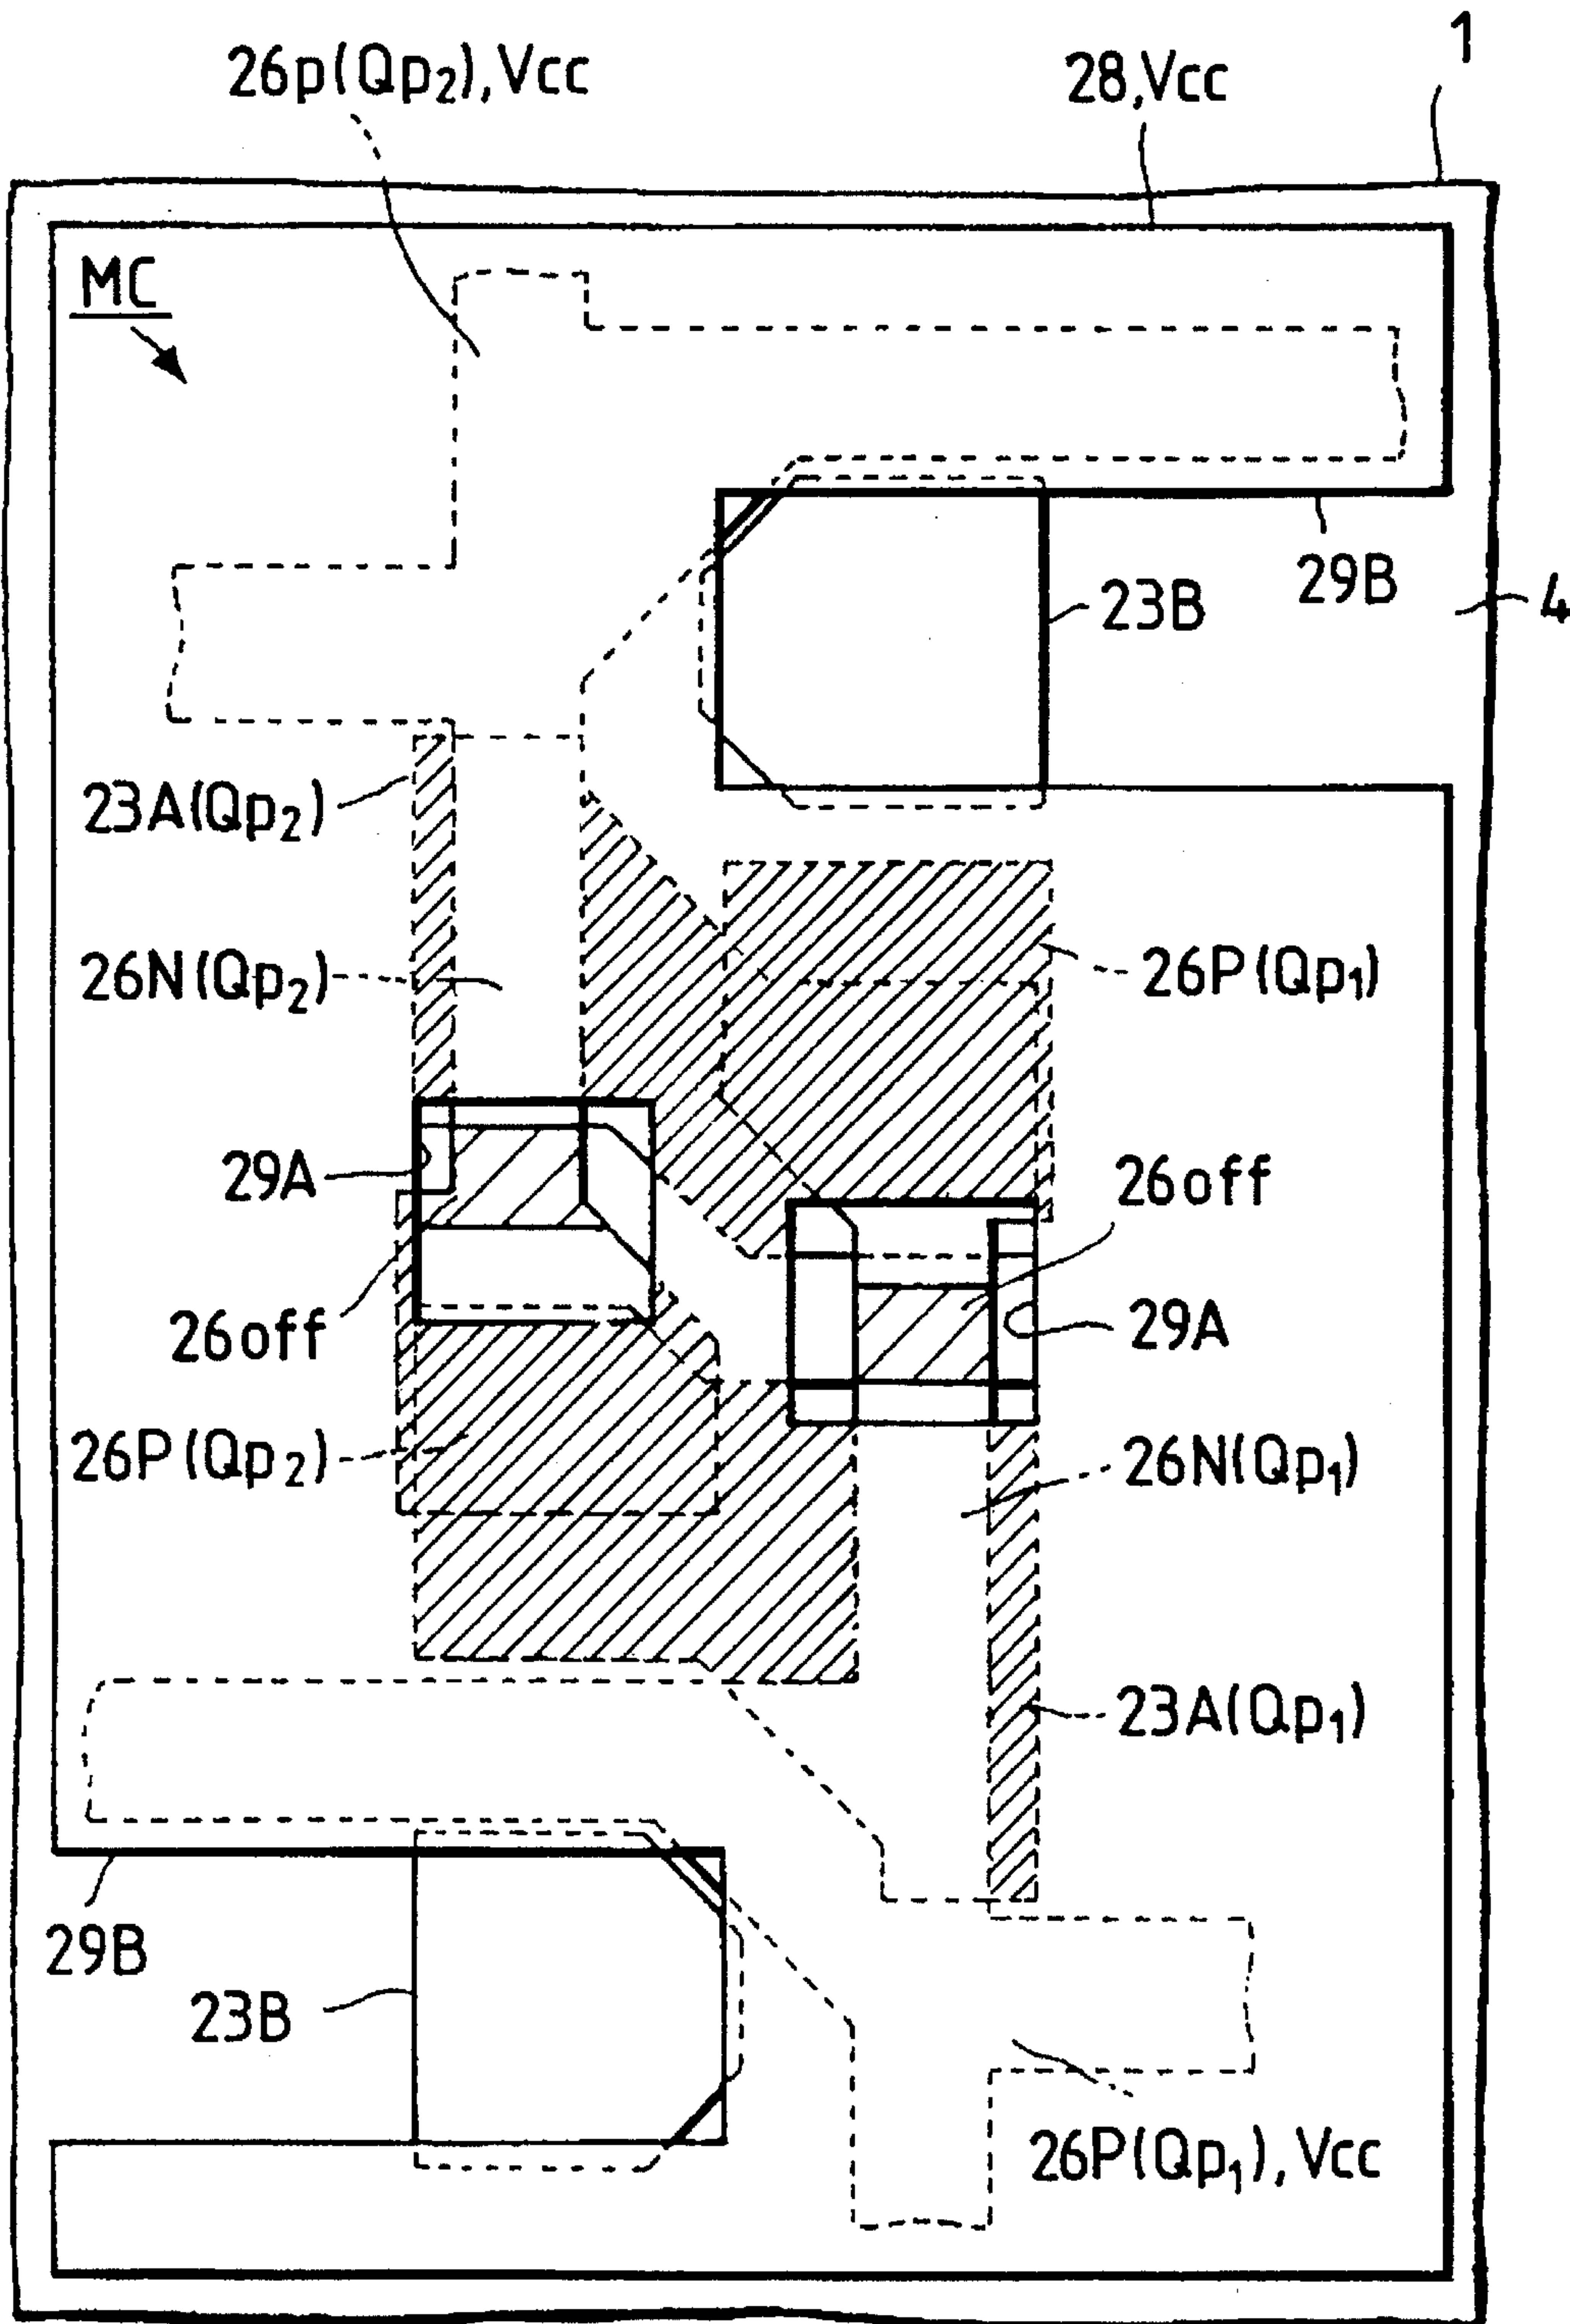 1
26p(Qp₂),Vcc
28,Vcc
MC
29B
4
23B
23A(Qp₂)
26N(Qp₂)
26P(Qp₁)
29A
26off
26off
29A
26P(Qp₂)
26N(Qp₁)
23A(Qp₁)
29B
23B
26P(Qp₁),Vcc